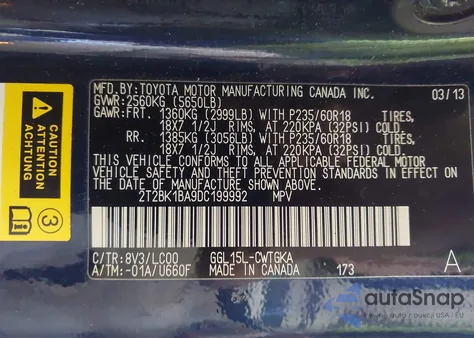 MFD. BY: TOYOTA MOTOR MANUFACTURING CANADA INC. 03/13
GVWR: 2560KG (5650LB)
GAWR: FRT. 1360KG (2999LB) WITH P235/60R18 TIRES,
18X7 1/2J RIMS, AT 220KPA (32PSI) COLD.
RR. 1385KG (3056LB) WITH P235/60R18 TIRES,
18X7 1/2J RIMS, AT 220KPA (32PSI) COLD.
THIS VEHICLE CONFORMS TO ALL APPLICABLE FEDERAL MOTOR
VEHICLE SAFETY AND THEFT PREVENTION STANDARDS
IN EFFECT ON THE DATE OF MANUFACTURE SHOWN ABOVE.
2T2BK1BA9DC199992 MPV
C/TR: 8V3/LC00 GGL15L-CWTGKA
A/TM: -01A/U660F MADE IN CANADA 173 A
CAUTION
ATTENTION
ACHTUNG
3
autoSnap
from USA / EU